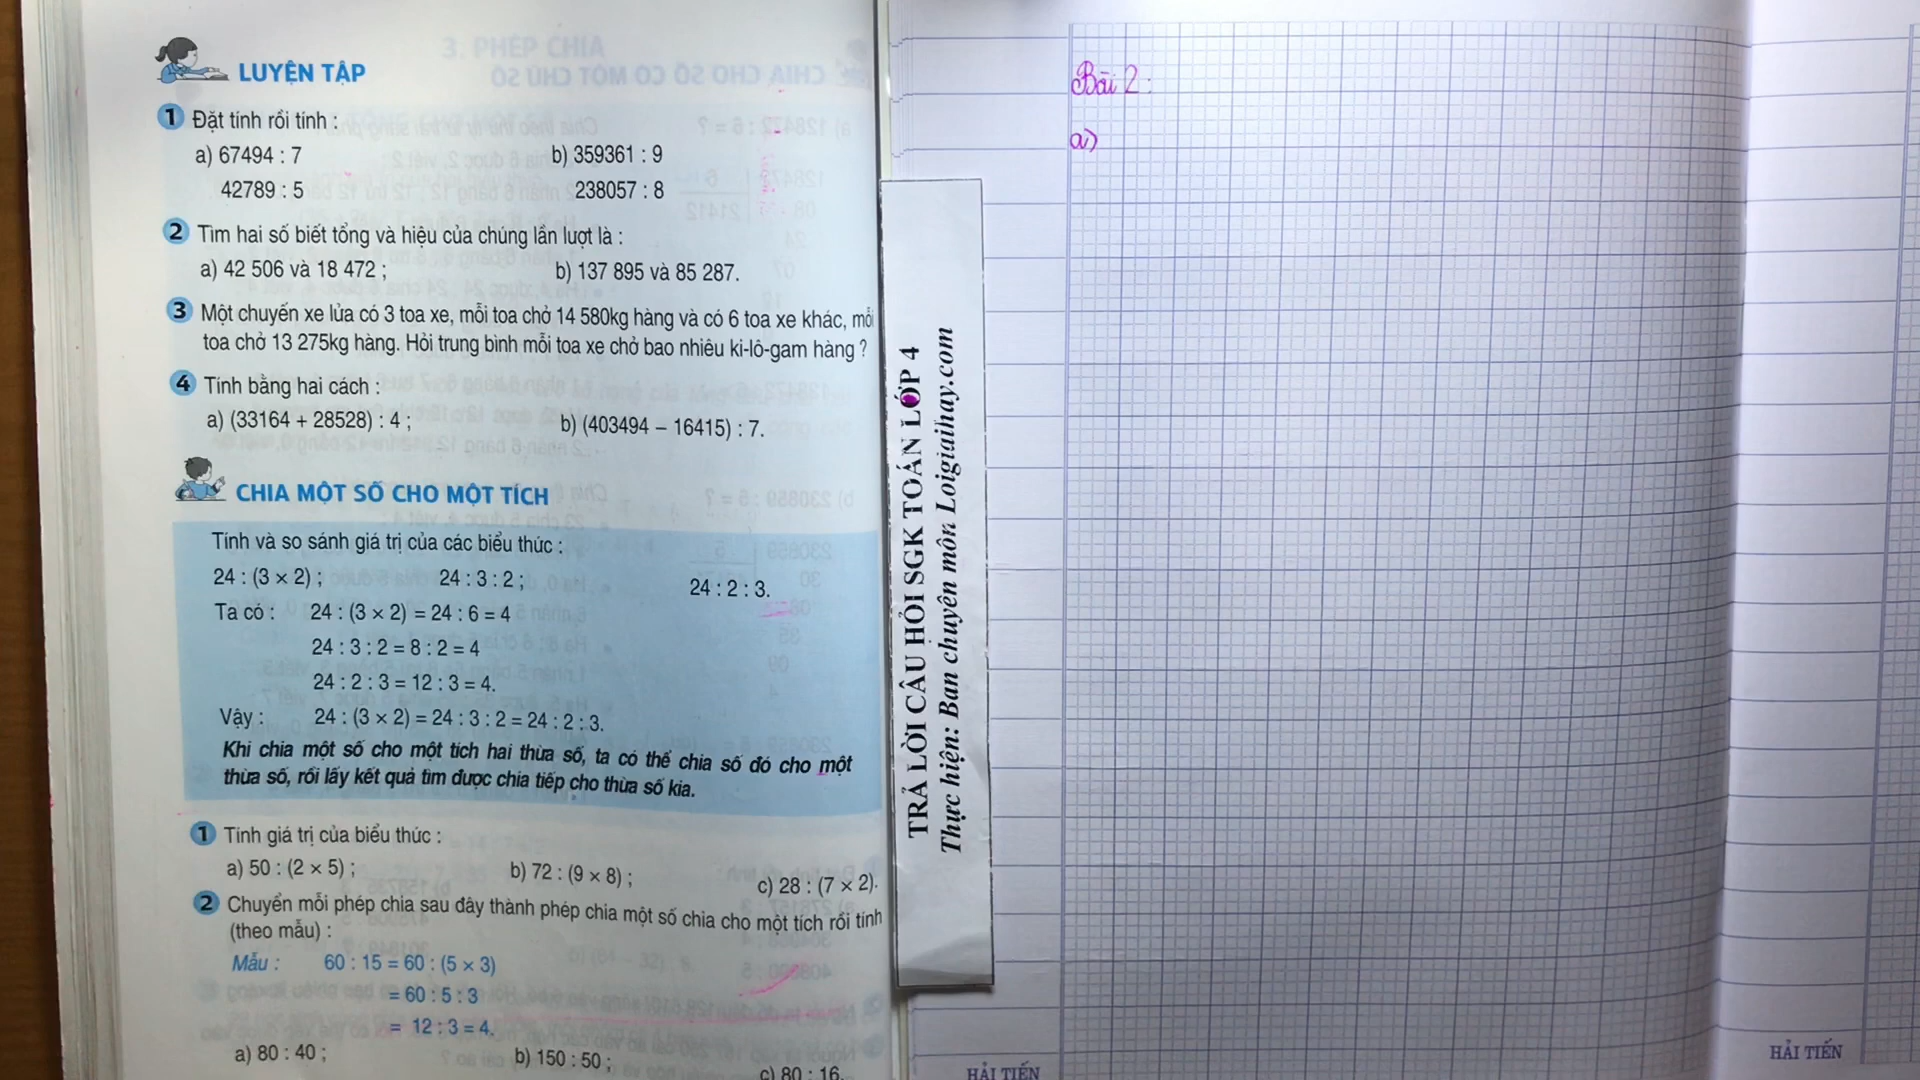 LUYỆN TẬP
1 Đặt tính rồi tính :
a) 67494 : 7 b) 359361 : 9
42789 : 5 238057 : 8
2 Tìm hai số biết tổng và hiệu của chúng lần lượt là :
a) 42 506 và 18 472 ; b) 137 895 và 85 287.
3 Một chuyến xe lửa có 3 toa xe, mỗi toa chở 14 580kg hàng và có 6 toa xe khác, mỗi
toa chở 13 275kg hàng. Hỏi trung bình mỗi toa xe chở bao nhiêu ki-lô-gam hàng ?
4 Tính bằng hai cách :
a) (33164 + 28528) : 4 ; b) (403494 – 16415) : 7.
CHIA MỘT SỐ CHO MỘT TÍCH
Tính và so sánh giá trị của các biểu thức :
24 : (3 × 2) ; 24 : 3 : 2 ; 24 : 2 : 3.
Ta có : 24 : (3 × 2) = 24 : 6 = 4
24 : 3 : 2 = 8 : 2 = 4
24 : 2 : 3 = 12 : 3 = 4.
Vậy : 24 : (3 × 2) = 24 : 3 : 2 = 24 : 2 : 3.
Khi chia một số cho một tích hai thừa số, ta có thể chia số đó cho một
thừa số, rồi lấy kết quả tìm được chia tiếp cho thừa số kia.
1 Tính giá trị của biểu thức :
a) 50 : (2 × 5) ; b) 72 : (9 × 8) ; c) 28 : (7 × 2).
2 Chuyển mỗi phép chia sau đây thành phép chia một số chia cho một tích rồi tính
(theo mẫu) :
Mẫu : 60 : 15 = 60 : (5 × 3)
= 60 : 5 : 3
= 12 : 3 = 4.
a) 80 : 40 ; b) 150 : 50 ; c) 80 : 16.
TRẢ LỜI CÂU HỎI SGK TOÁN LỚP 4
Thực hiện: Ban chuyên môn Loigiaihay.com
Bài 2 :
a)
HẢI TIẾN
HẢI TIẾN